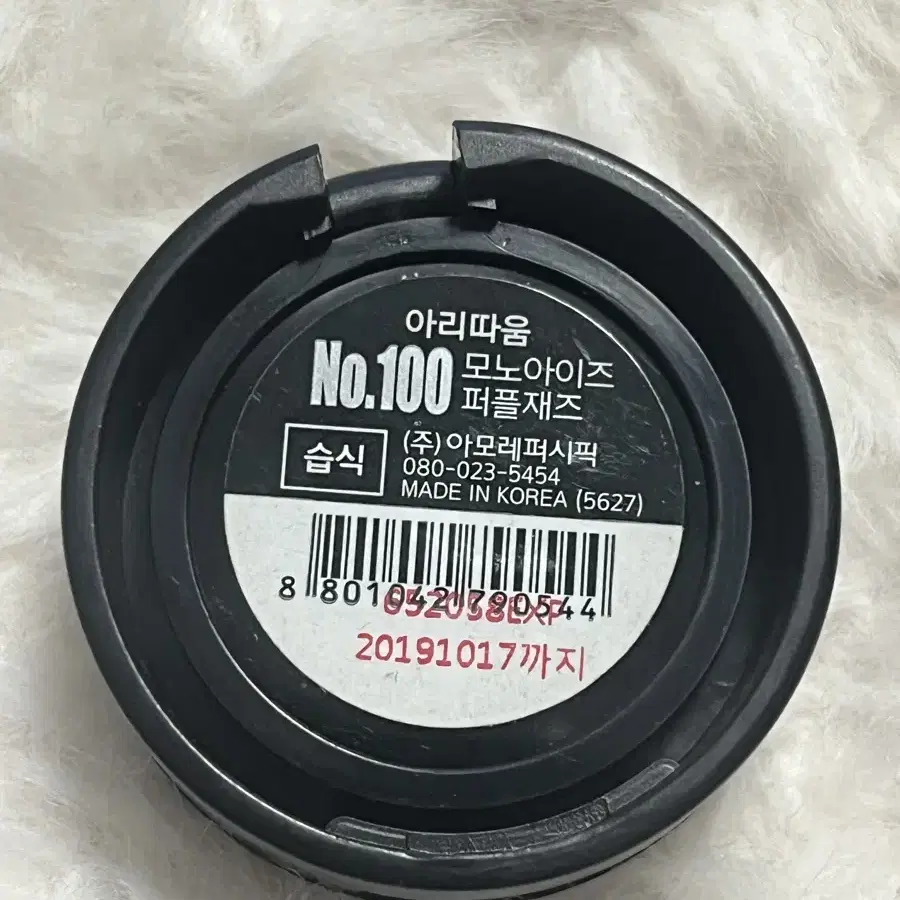 아리따움
No.100 모노아이즈
퍼플재즈
습식
(주)아모레퍼시픽
080-023-5454
MADE IN KOREA (5627)
8 801042 790544
052058EXP
20191017까지